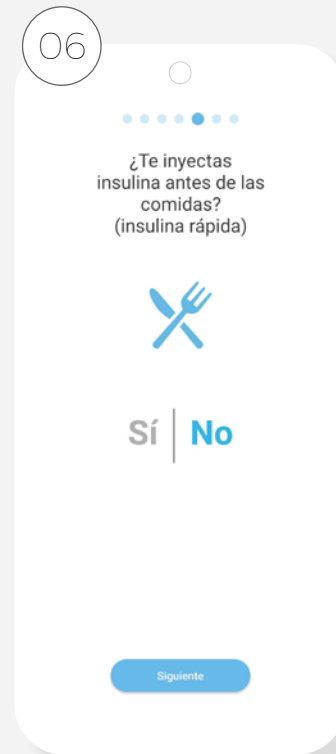 06
¿Te inyectas
insulina antes de las
comidas?
(insulina rápida)
Sí No
Siguiente